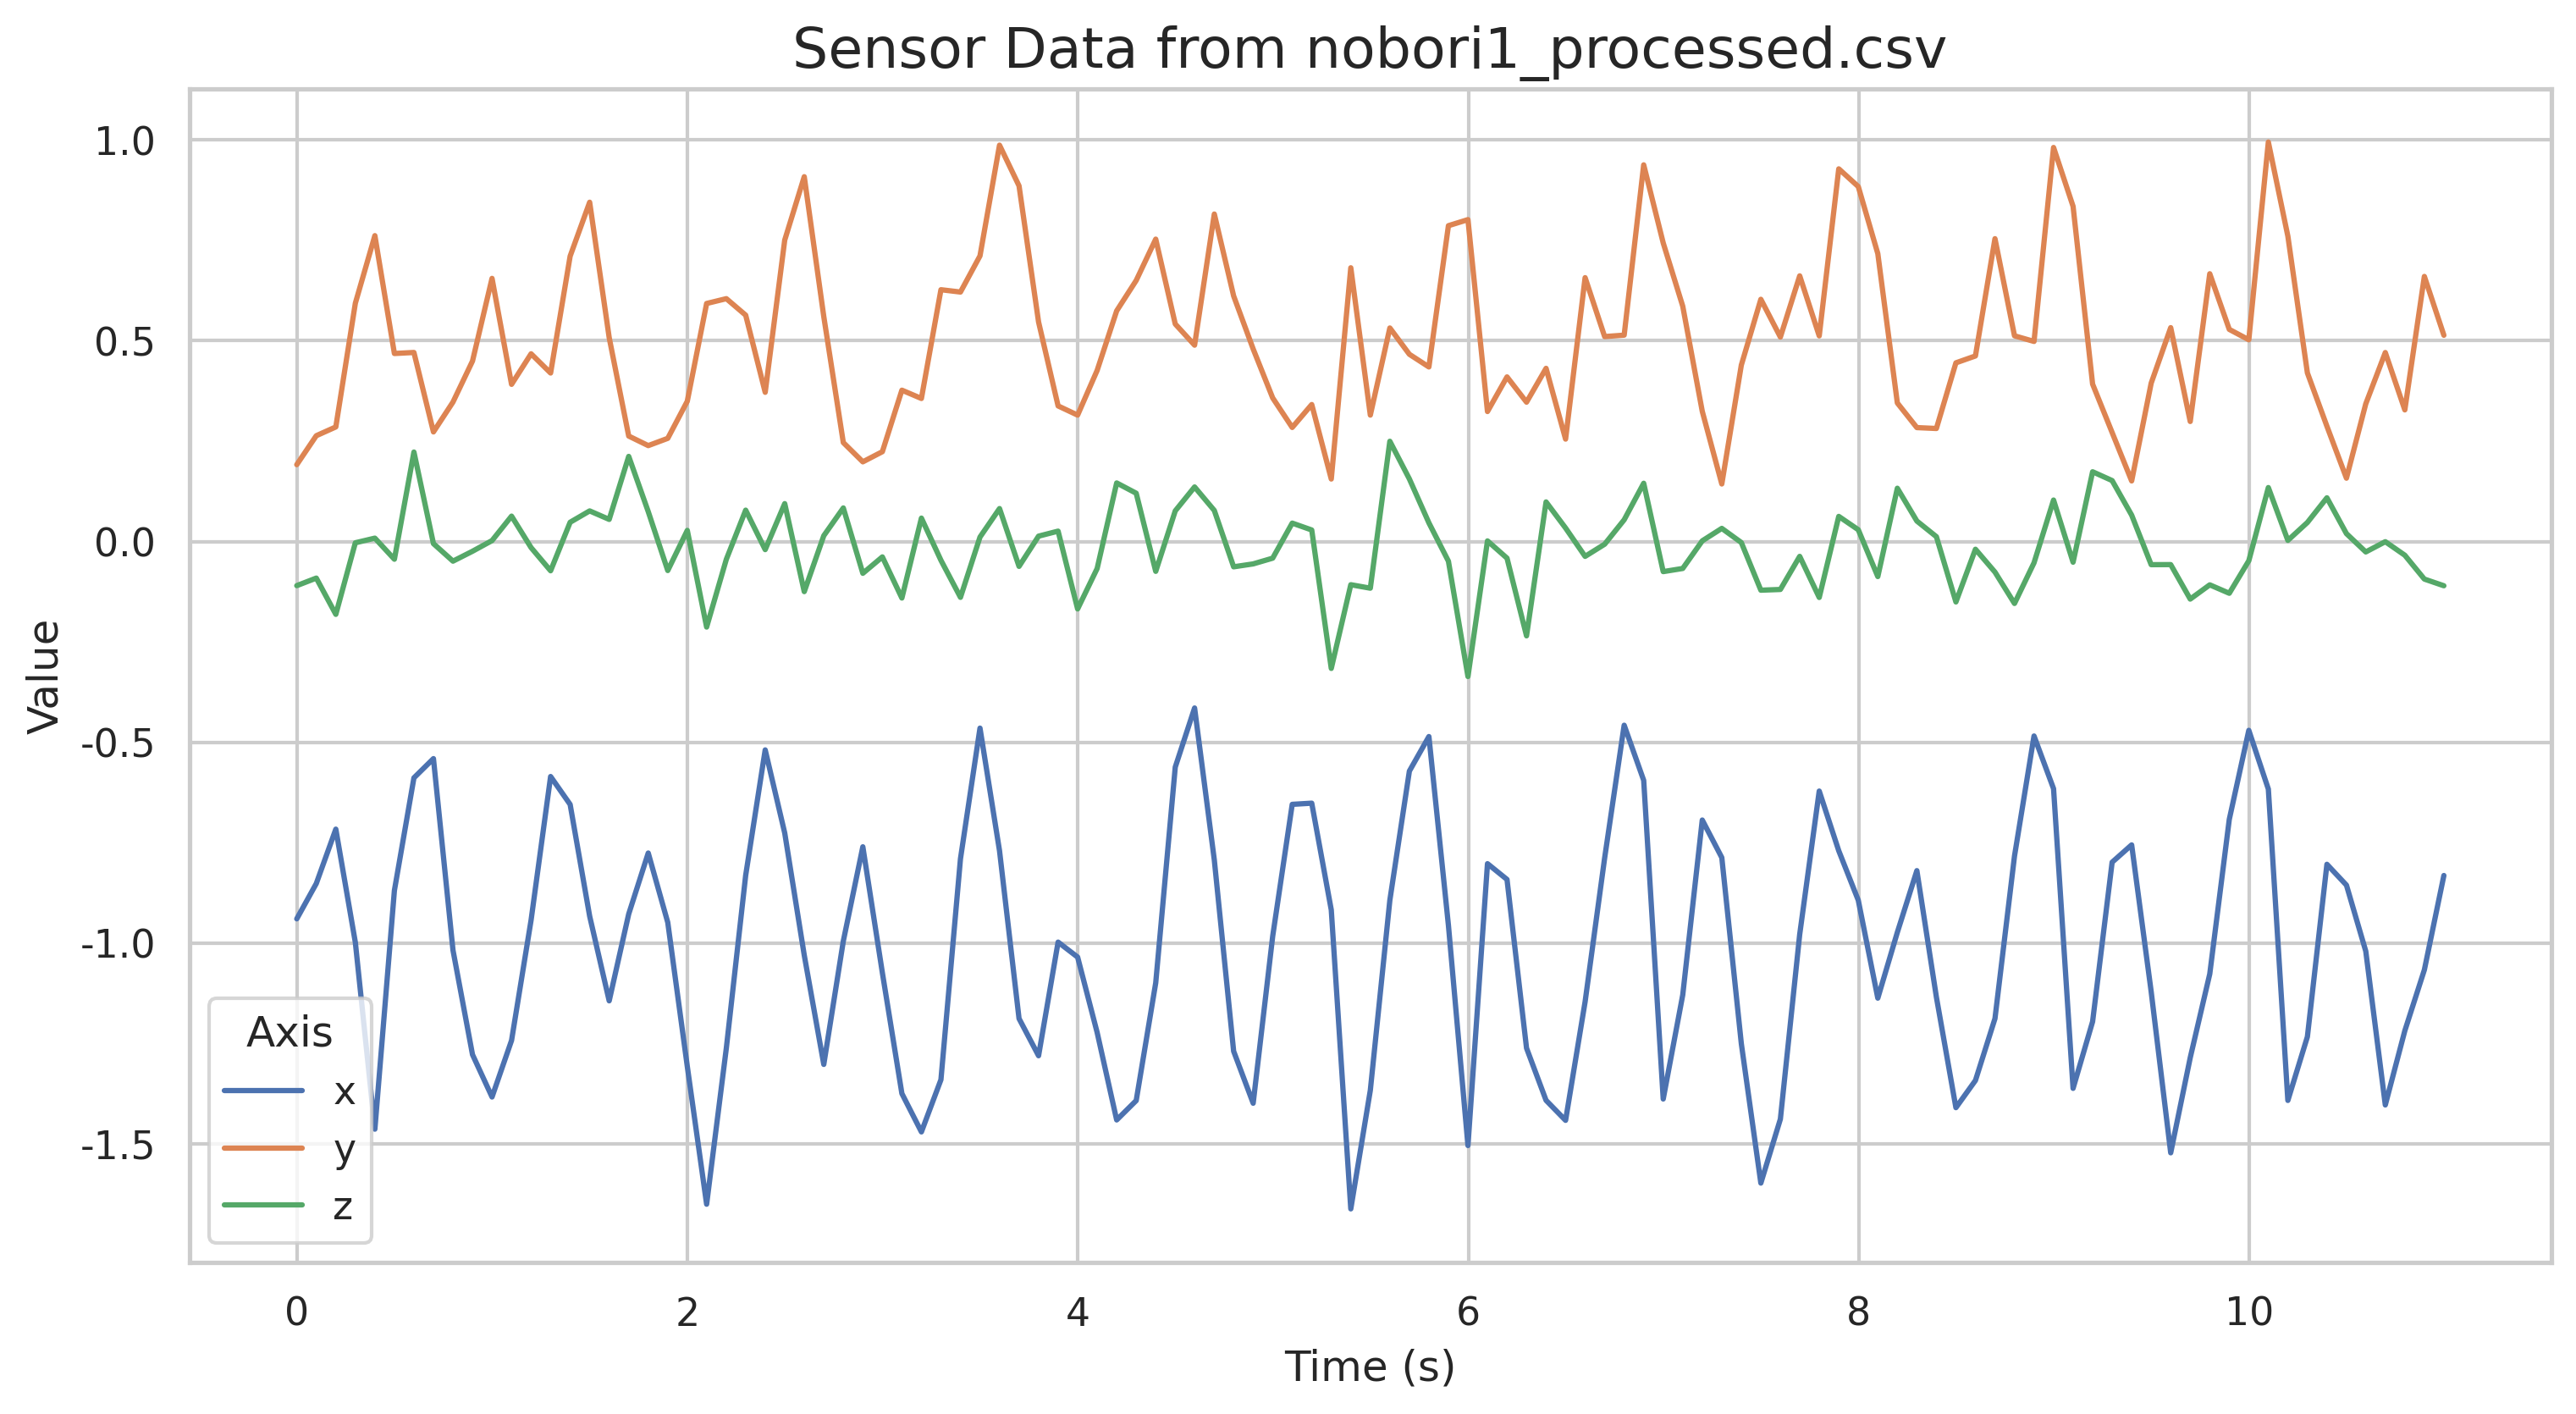 Sensor Data from nobori1_processed.csv
1.0
0.5
0.0
-0.5
-1.0
-1.5
Value
Axis
x
y
z
0 2 4 6 8 10
Time (s)